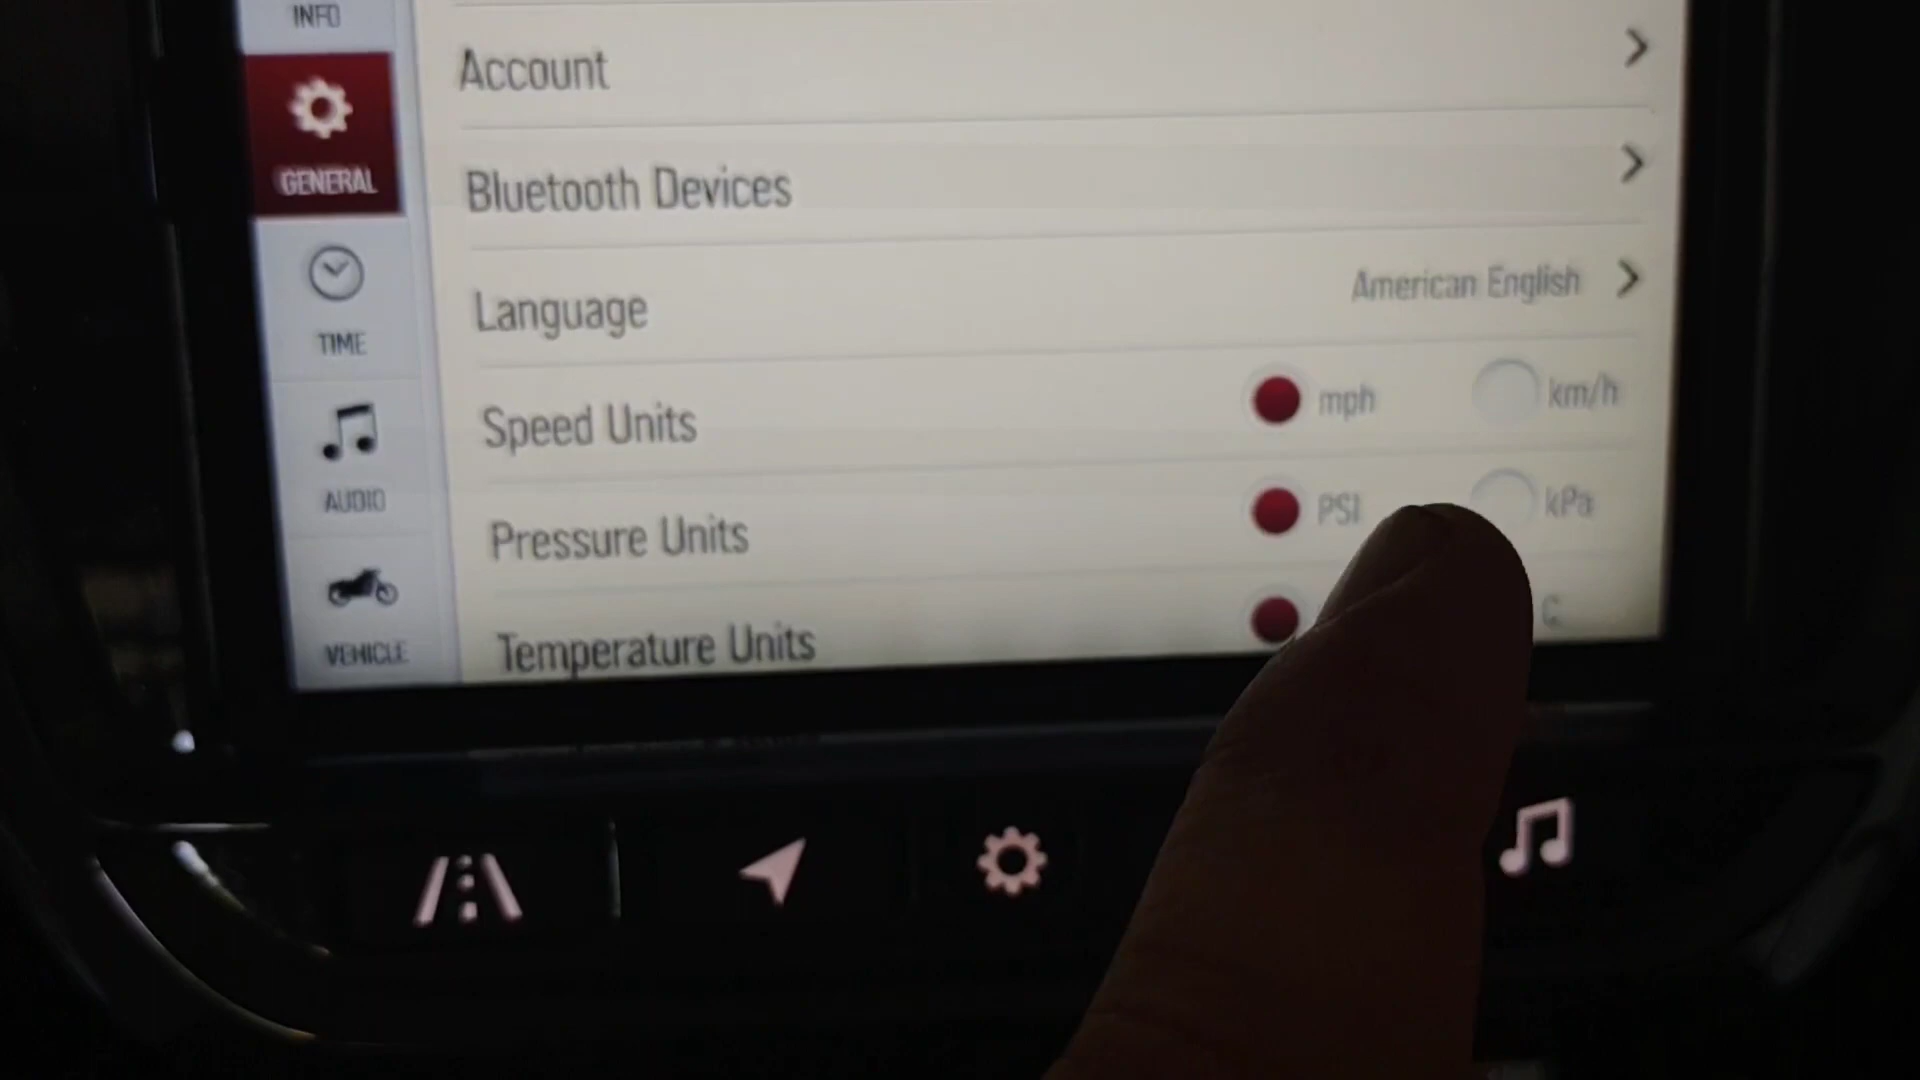 INFO
Account
GENERAL
Bluetooth Devices
Language American English
TIME
Speed Units mph km/h
AUDIO
Pressure Units PSI kPa
VEHICLE
Temperature Units C